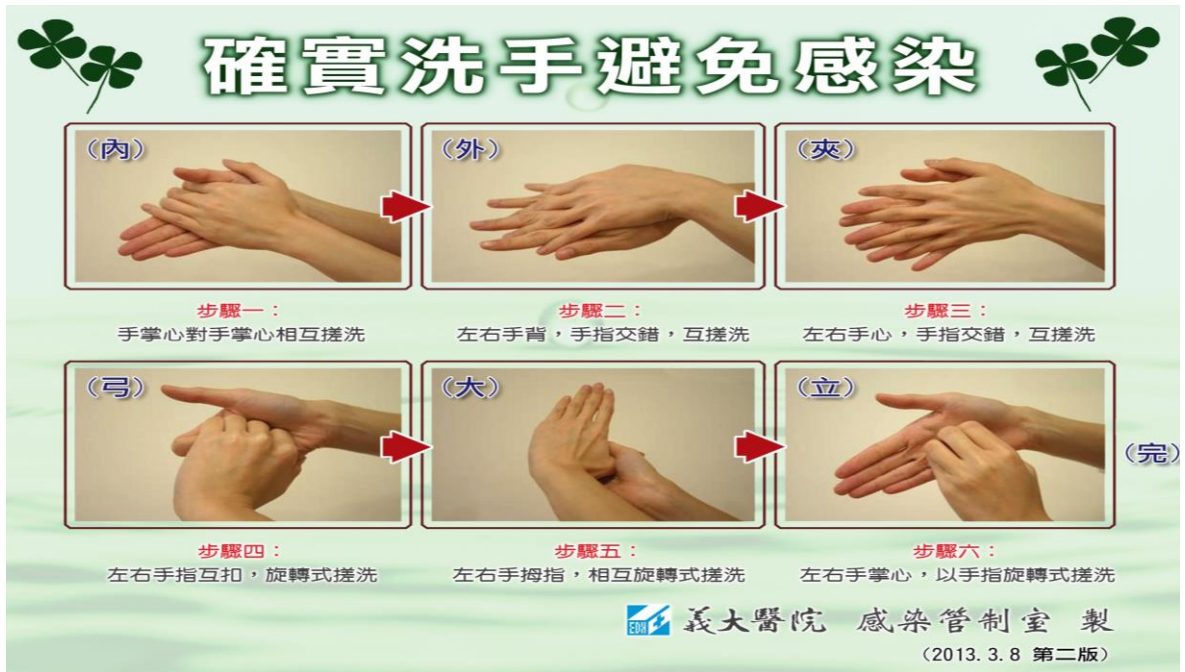 確實洗手避免感染
（內）
（外）
（夾）
步驟一：
手掌心對手掌心相互搓洗
步驟二：
左右手背，手指交錯，互搓洗
步驟三：
左右手心，手指交錯，互搓洗
（弓）
（大）
（立）
（完）
步驟四：
左右手指互扣，旋轉式搓洗
步驟五：
左右手拇指，相互旋轉式搓洗
步驟六：
左右手掌心，以手指旋轉式搓洗
義大醫院 感染管制室 製
（2013.3.8 第二版）